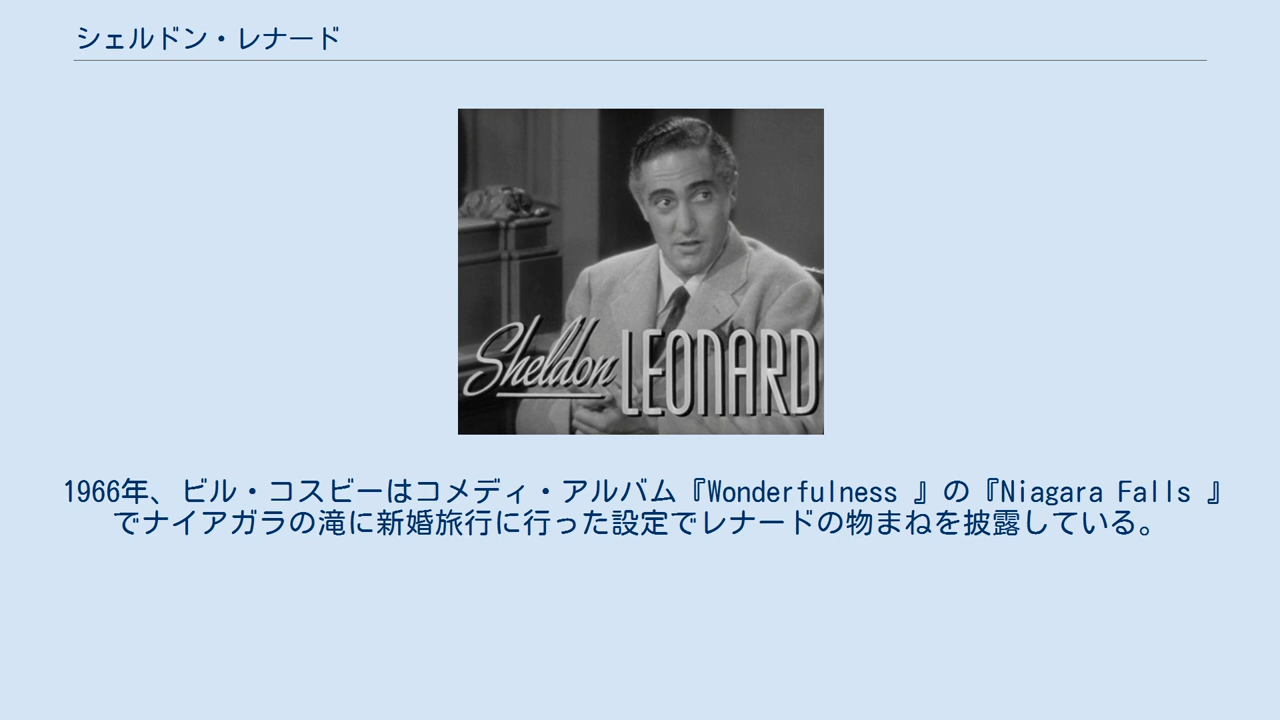 シェルドン・レナード
Sheldon LEONARD
1966年、ビル・コスビーはコメディ・アルバム『Wonderfulness 』の『Niagara Falls 』
でナイアガラの滝に新婚旅行に行った設定でレナードの物まねを披露している。